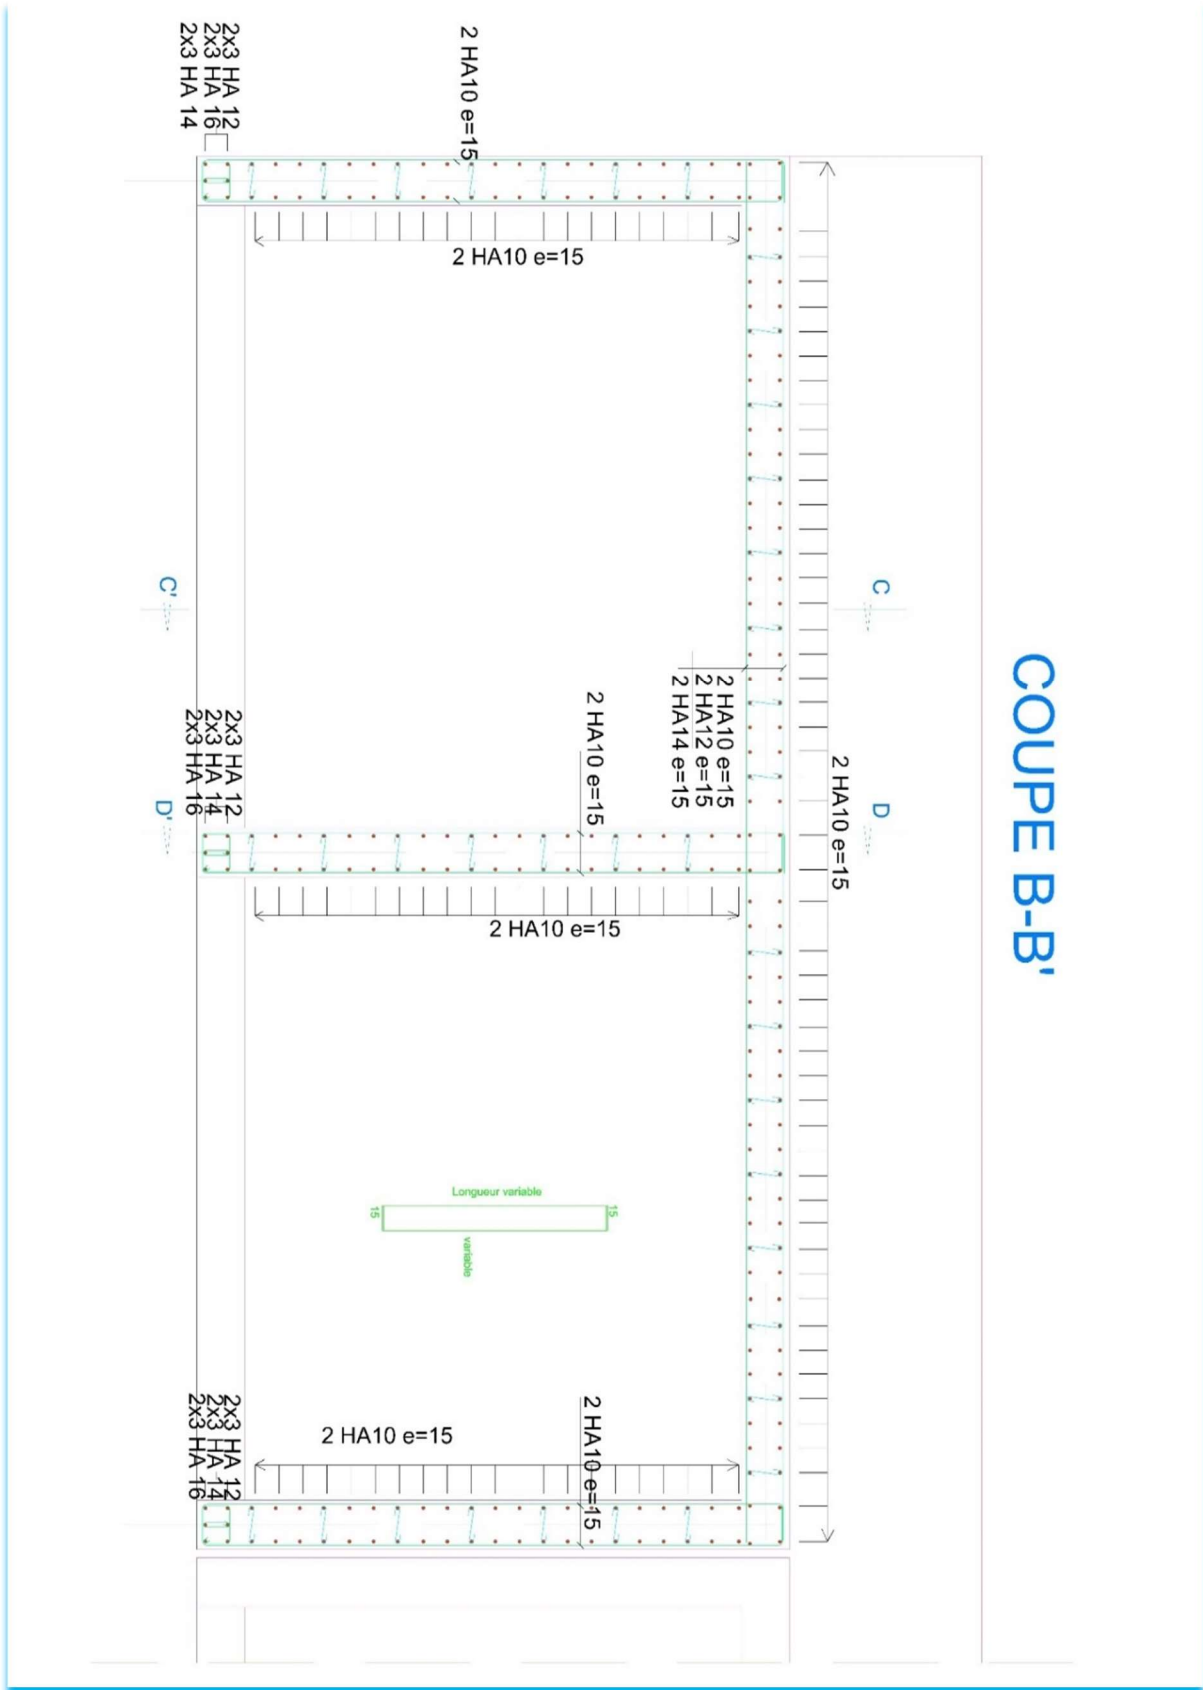 COUPE B-B'
2 HA10 e=15
C
D
2 HA10 e=15
2 HA12 e=15
2 HA14 e=15
2 HA10 e=15
2 HA10 e=15
2x3 HA 12
2x3 HA 16
2x3 HA 14
2 HA10 e=15
2 HA10 e=15
2x3 HA 12
2x3 HA 14
2x3 HA 16
C'
D'
Longueur variable
15
15
variable
2 HA10 e=15
2 HA10 e=15
2x3 HA 12
2x3 HA 14
2x3 HA 16